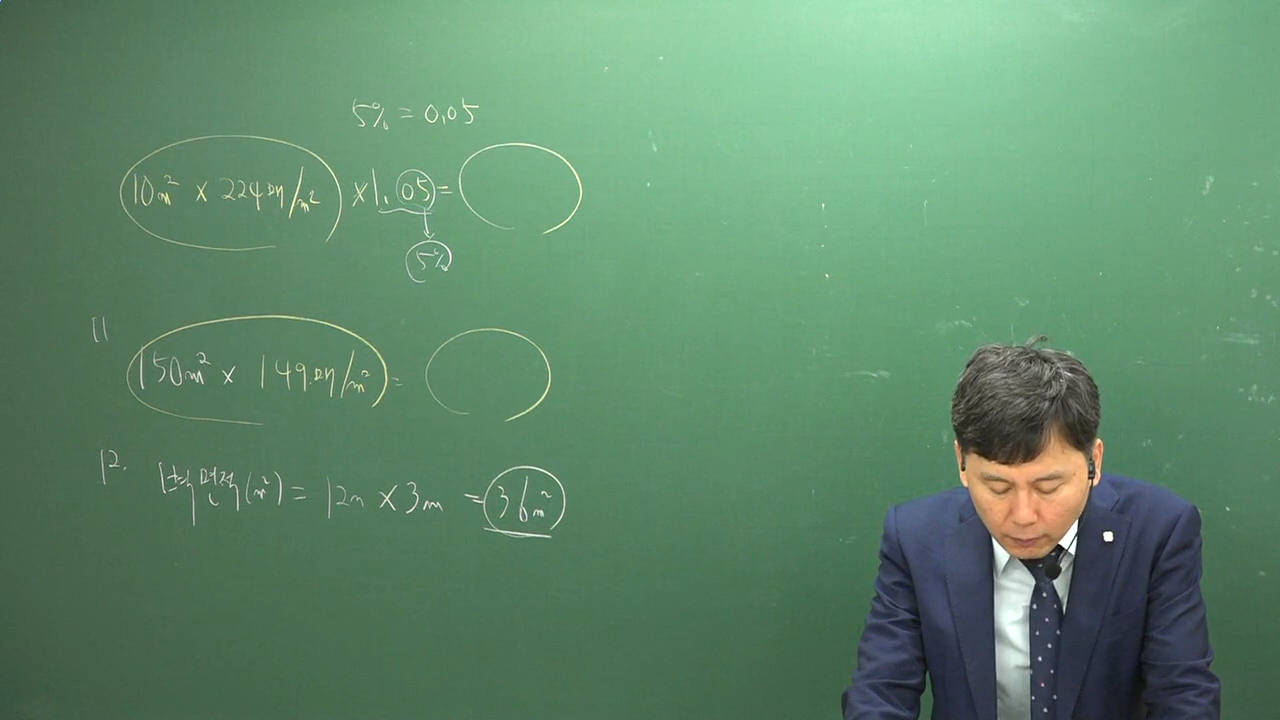 5% = 0.05
10m² × 224매/m² × 1.05 =
5%
11
150m² × 149매/m² =
12. 벽면적(m²) = 12m × 3m = 36m²